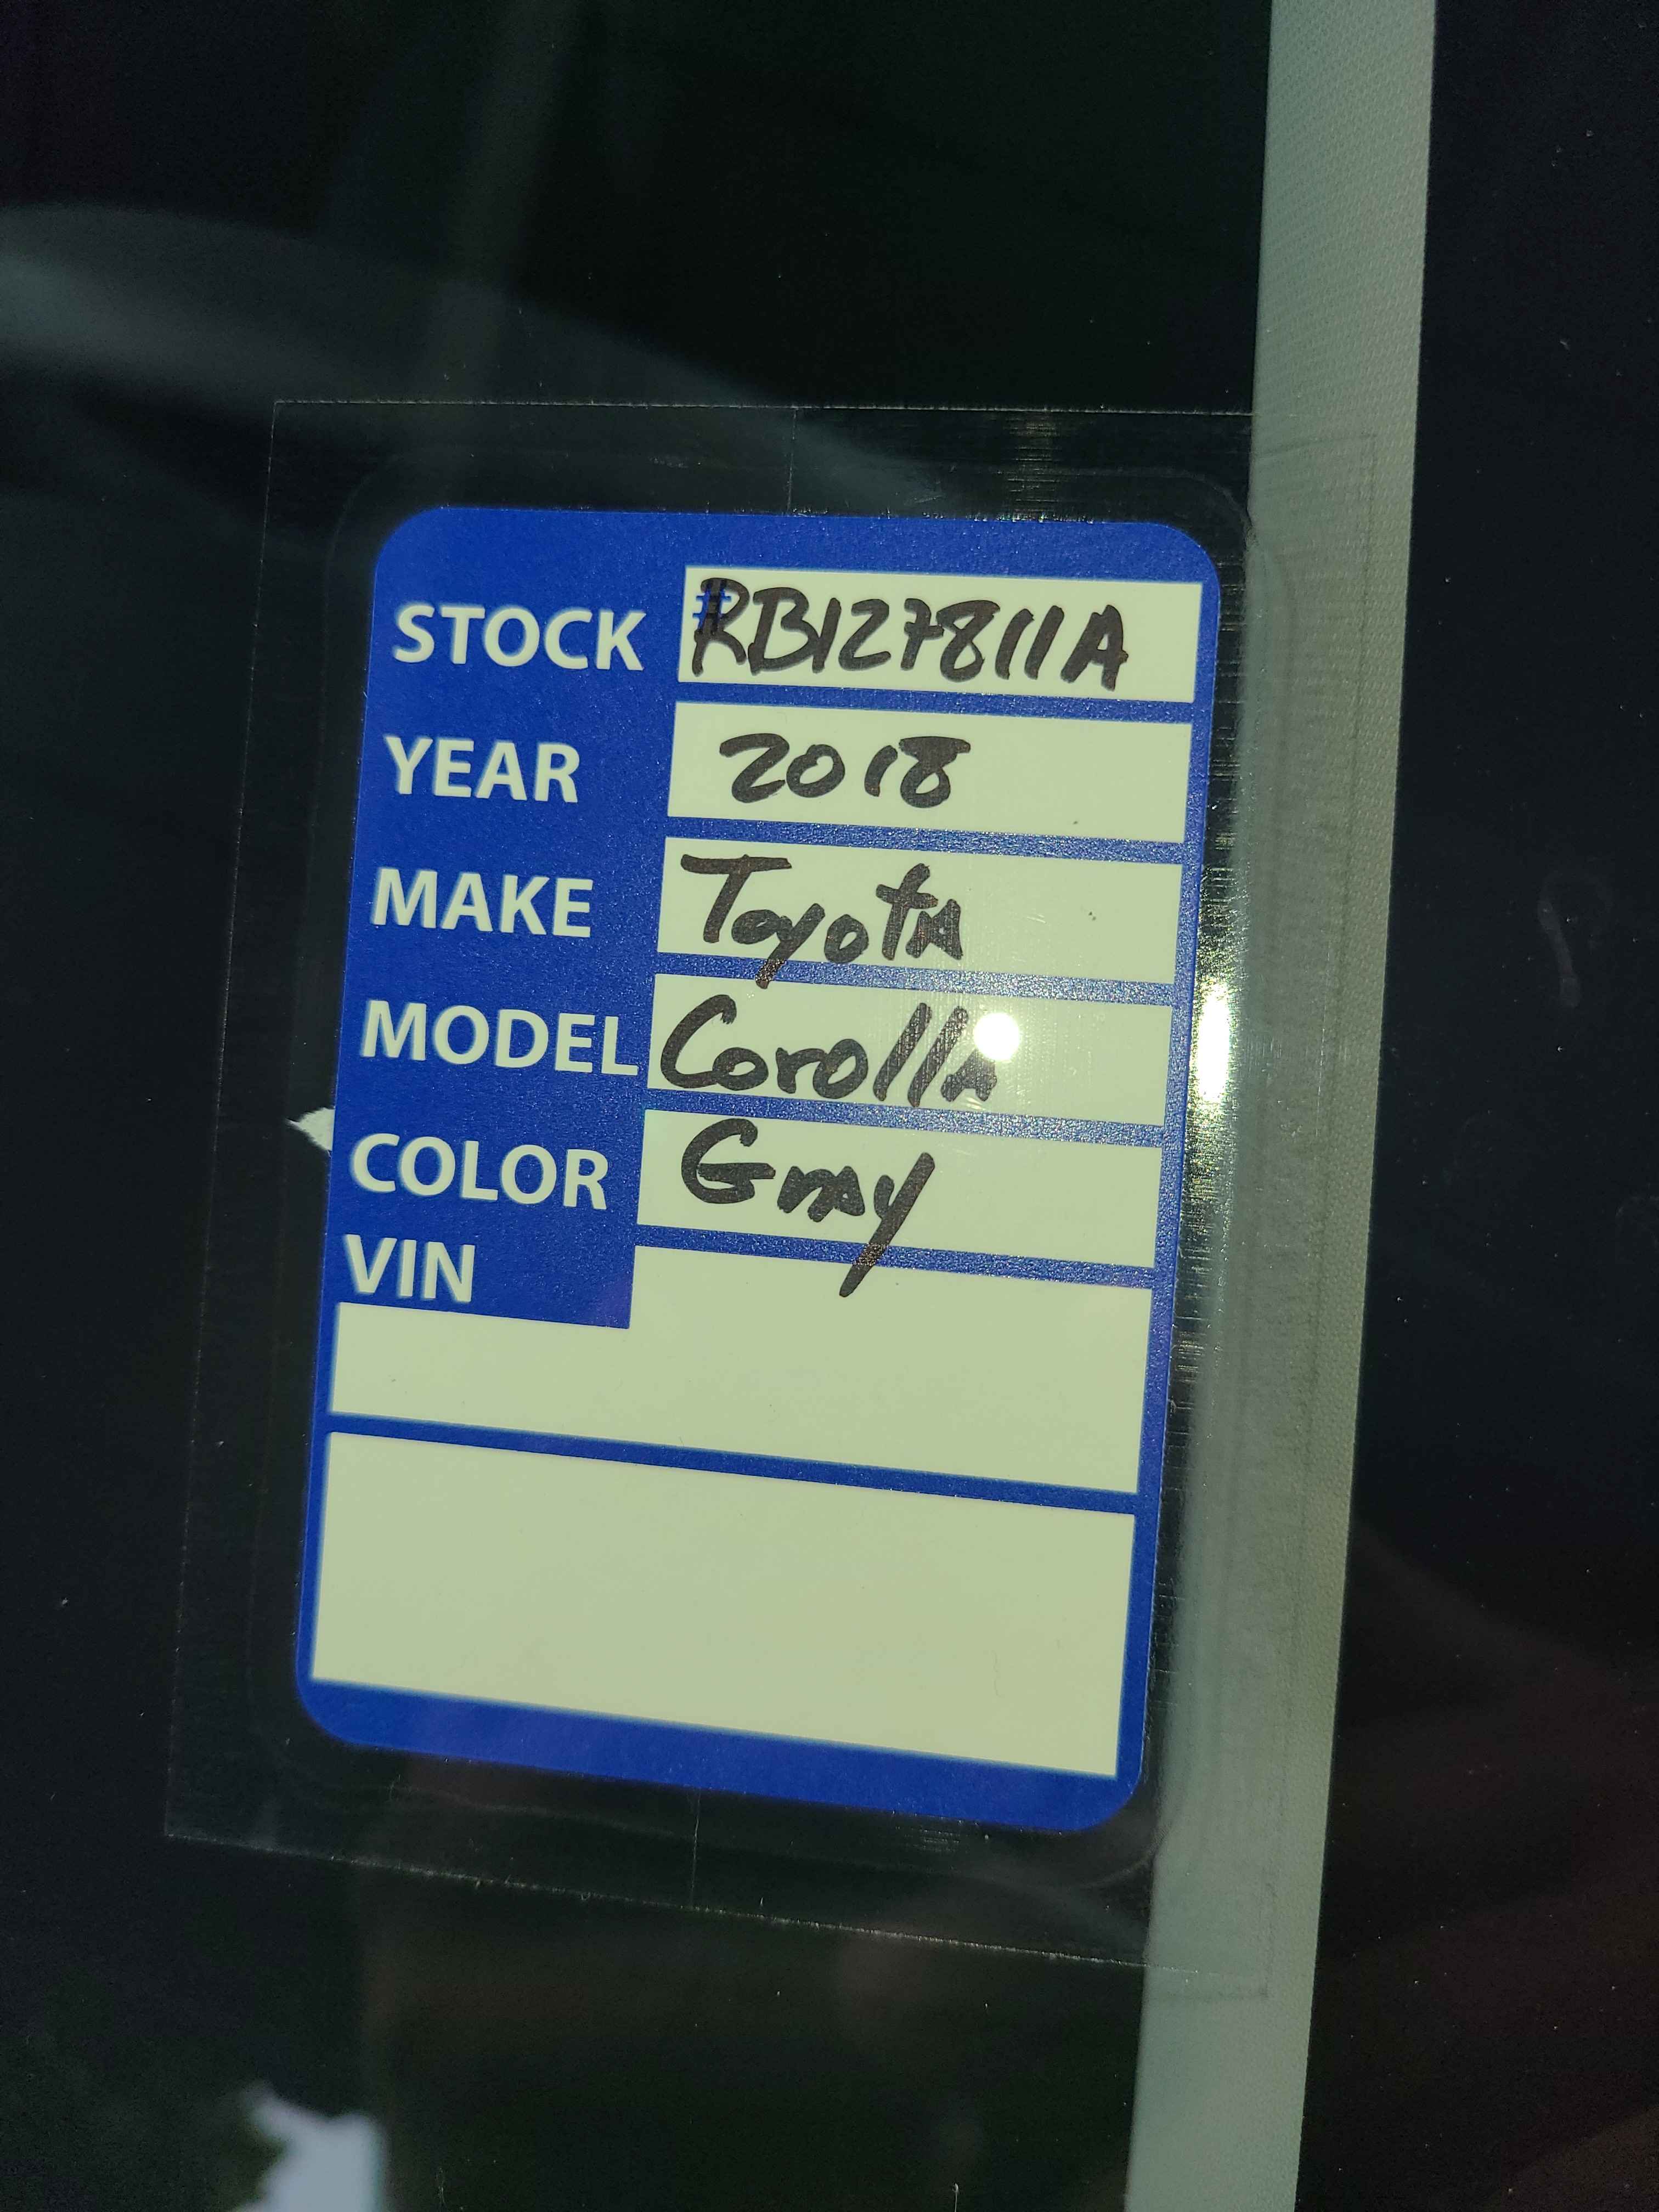 STOCK # RB127811A
YEAR 2018
MAKE Toyota
MODEL Corolla
COLOR Gray
VIN